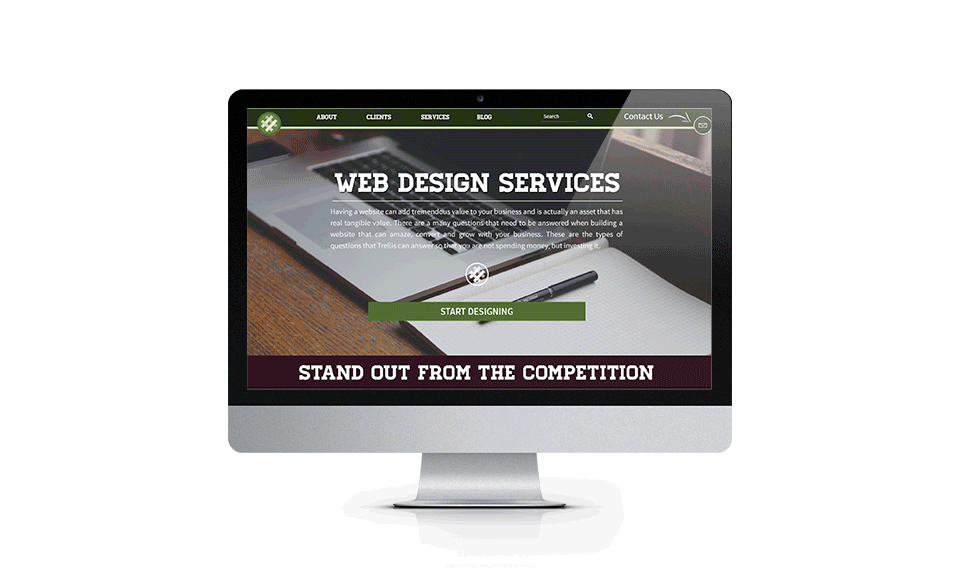 ABOUT CLIENTS SERVICES BLOG Search Contact Us
WEB DESIGN SERVICES
Having a website can add tremendous value to your business and is actually an asset that has
real tangible value. There are a many questions that need to be answered when building a
website that can amaze, convert and grow with your business. These are the types of
questions that Trellis can answer so that you are not spending money, but investing it.
START DESIGNING
STAND OUT FROM THE COMPETITION